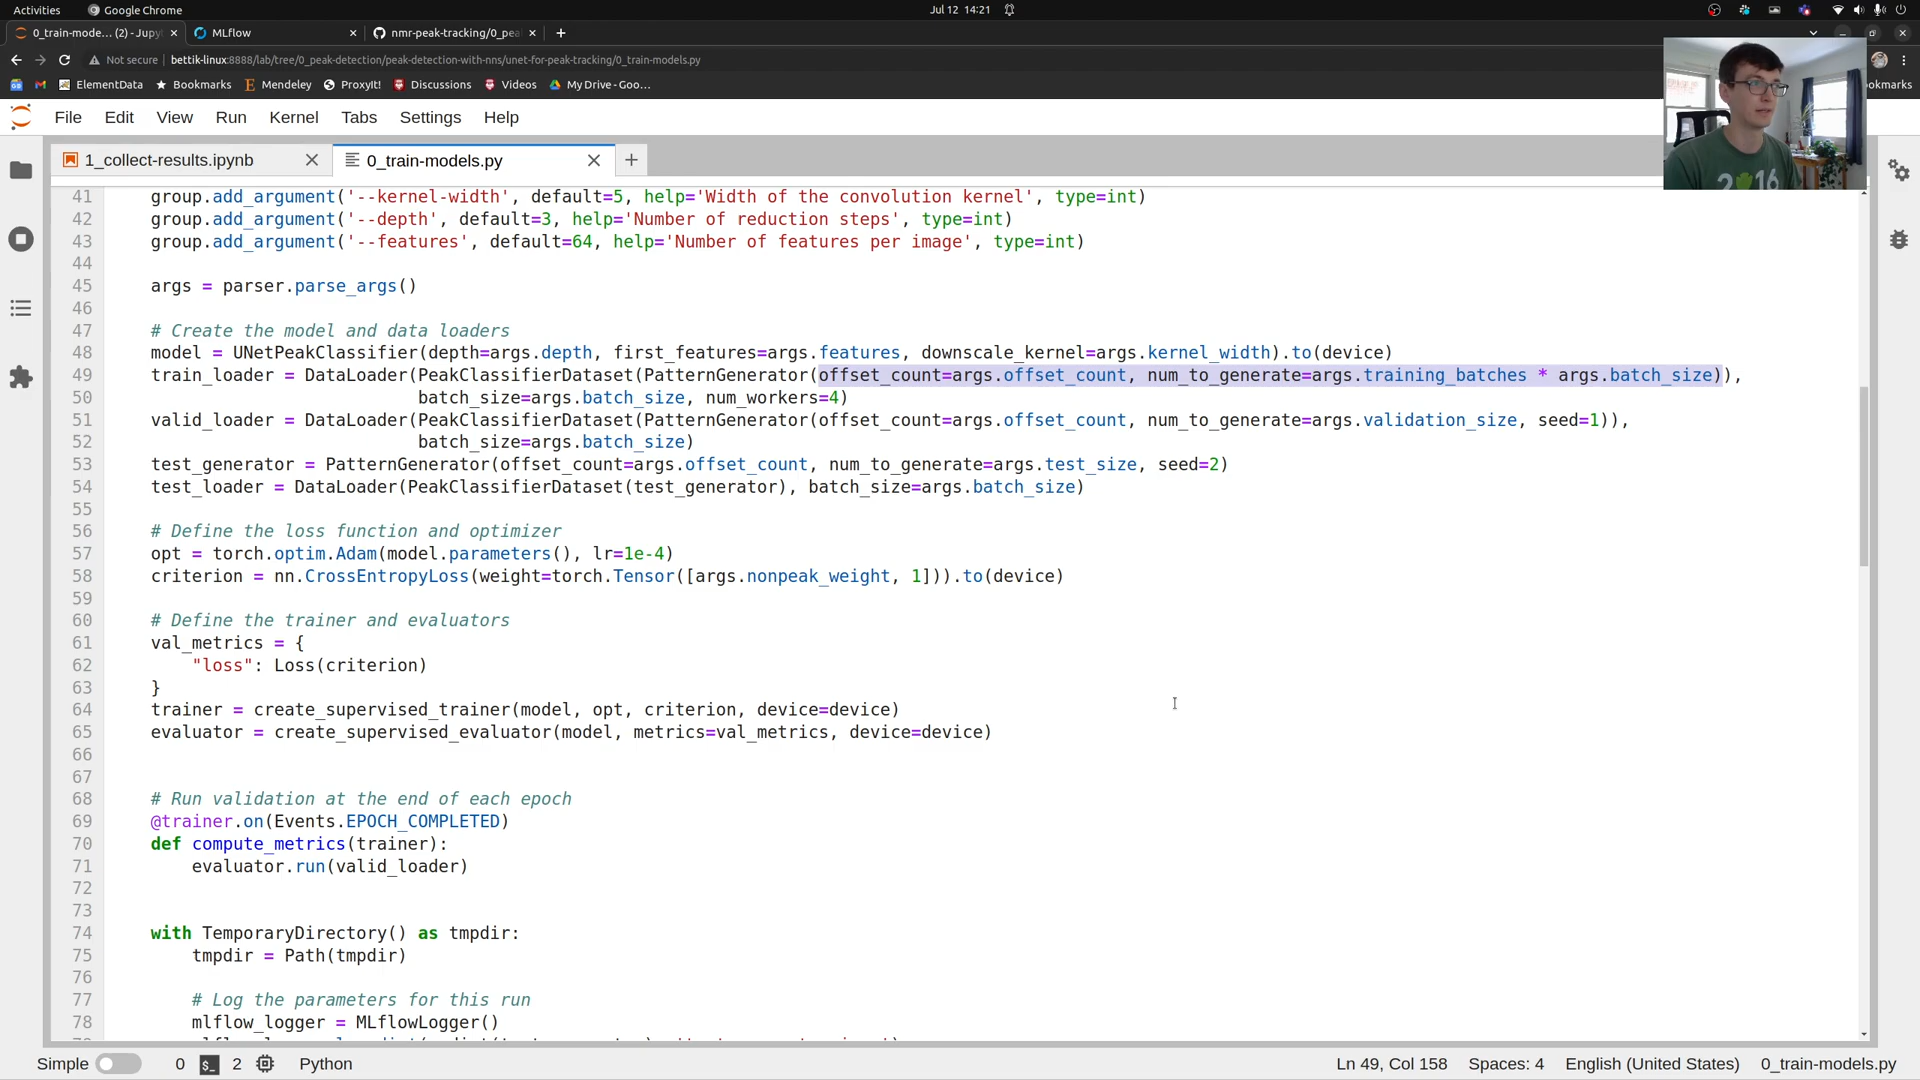 Activities
Google Chrome
Jul 12 14:21
0_train-mode... (2) - Jupy
MLflow
nmr-peak-tracking/0_pea
Not secure
bettik-linux:8888/lab/tree/0_peak-detection/peak-detection-with-nns/unet-for-peak-tracking/0_train-models.py
ElementData
Bookmarks
Mendeley
ProxyIt!
Discussions
Videos
My Drive - Goo...
okmarks
File Edit View Run Kernel Tabs Settings Help
1_collect-results.ipynb
0_train-models.py
2 16
41 group.add_argument('--kernel-width', default=5, help='Width of the convolution kernel', type=int)
42 group.add_argument('--depth', default=3, help='Number of reduction steps', type=int)
43 group.add_argument('--features', default=64, help='Number of features per image', type=int)
44
45 args = parser.parse_args()
46
47 # Create the model and data loaders
48 model = UNetPeakClassifier(depth=args.depth, first_features=args.features, downscale_kernel=args.kernel_width).to(device)
49 train_loader = DataLoader(PeakClassifierDataset(PatternGenerator(offset_count=args.offset_count, num_to_generate=args.training_batches * args.batch_size)),
50 batch_size=args.batch_size, num_workers=4)
51 valid_loader = DataLoader(PeakClassifierDataset(PatternGenerator(offset_count=args.offset_count, num_to_generate=args.validation_size, seed=1)),
52 batch_size=args.batch_size)
53 test_generator = PatternGenerator(offset_count=args.offset_count, num_to_generate=args.test_size, seed=2)
54 test_loader = DataLoader(PeakClassifierDataset(test_generator), batch_size=args.batch_size)
55
56 # Define the loss function and optimizer
57 opt = torch.optim.Adam(model.parameters(), lr=1e-4)
58 criterion = nn.CrossEntropyLoss(weight=torch.Tensor([args.nonpeak_weight, 1])).to(device)
59
60 # Define the trainer and evaluators
61 val_metrics = {
62 "loss": Loss(criterion)
63 }
64 trainer = create_supervised_trainer(model, opt, criterion, device=device)
65 evaluator = create_supervised_evaluator(model, metrics=val_metrics, device=device)
66
67
68 # Run validation at the end of each epoch
69 @trainer.on(Events.EPOCH_COMPLETED)
70 def compute_metrics(trainer):
71 evaluator.run(valid_loader)
72
73
74 with TemporaryDirectory() as tmpdir:
75 tmpdir = Path(tmpdir)
76
77 # Log the parameters for this run
78 mlflow_logger = MLflowLogger()
Simple 0 2 Python Ln 49, Col 158 Spaces: 4 English (United States) 0_train-models.py